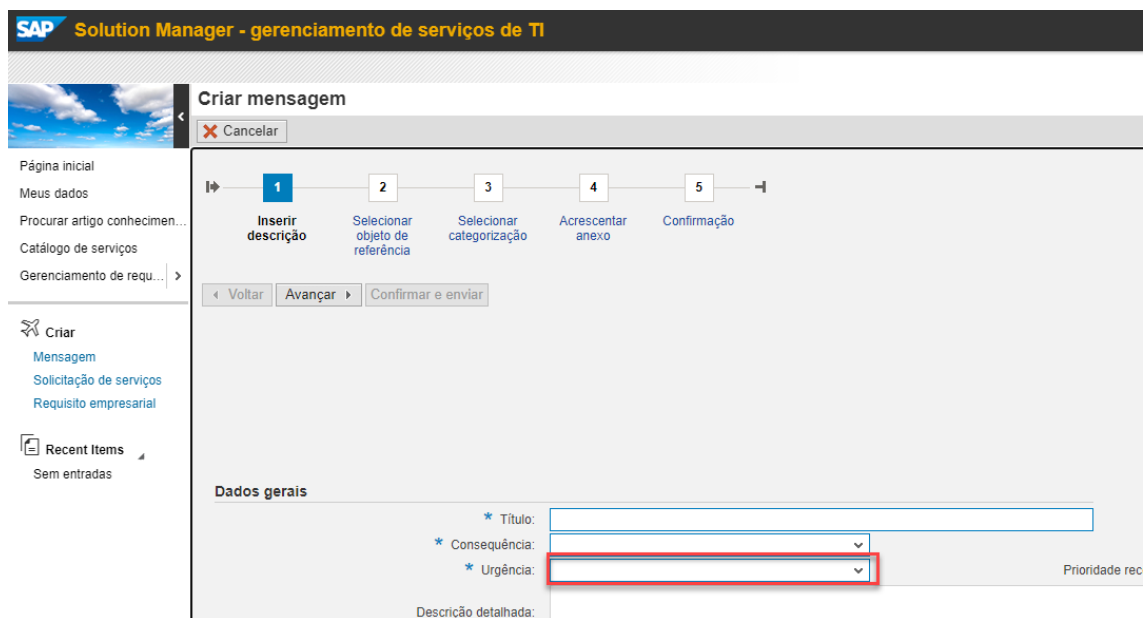 SAP Solution Manager - gerenciamento de serviços de TI
Criar mensagem
Cancelar
Página inicial
Meus dados
Procurar artigo conhecimen...
Catálogo de serviços
Gerenciamento de requ...
Criar
Mensagem
Solicitação de serviços
Requisito empresarial
Recent Items
Sem entradas
1 2 3 4 5
Inserir descrição
Selecionar objeto de referência
Selecionar categorização
Acrescentar anexo
Confirmação
Voltar Avançar Confirmar e enviar
Dados gerais
* Título:
* Consequência:
* Urgência:
Prioridade rec
Descrição detalhada: